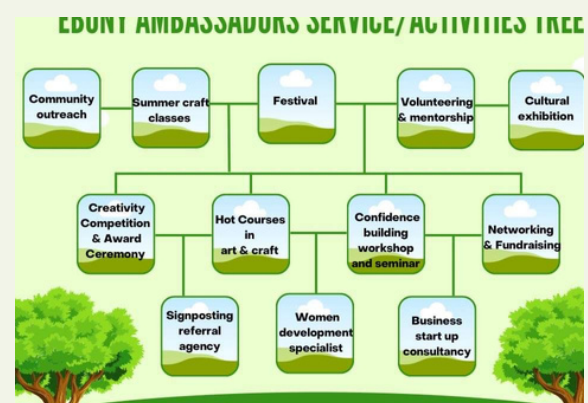 EBONY AMBASSADORS SERVICE/ACTIVITIES TREE
Community
outreach
Summer craft
classes
Festival
Volunteering
& mentorship
Cultural
exhibition
Creativity
Competition
& Award
Ceremony
Hot Courses
in
art & craft
Confidence
building
workshop
and seminar
Networking
& Fundraising
Signposting
referral
agency
Women
development
specialist
Business
start up
consultancy